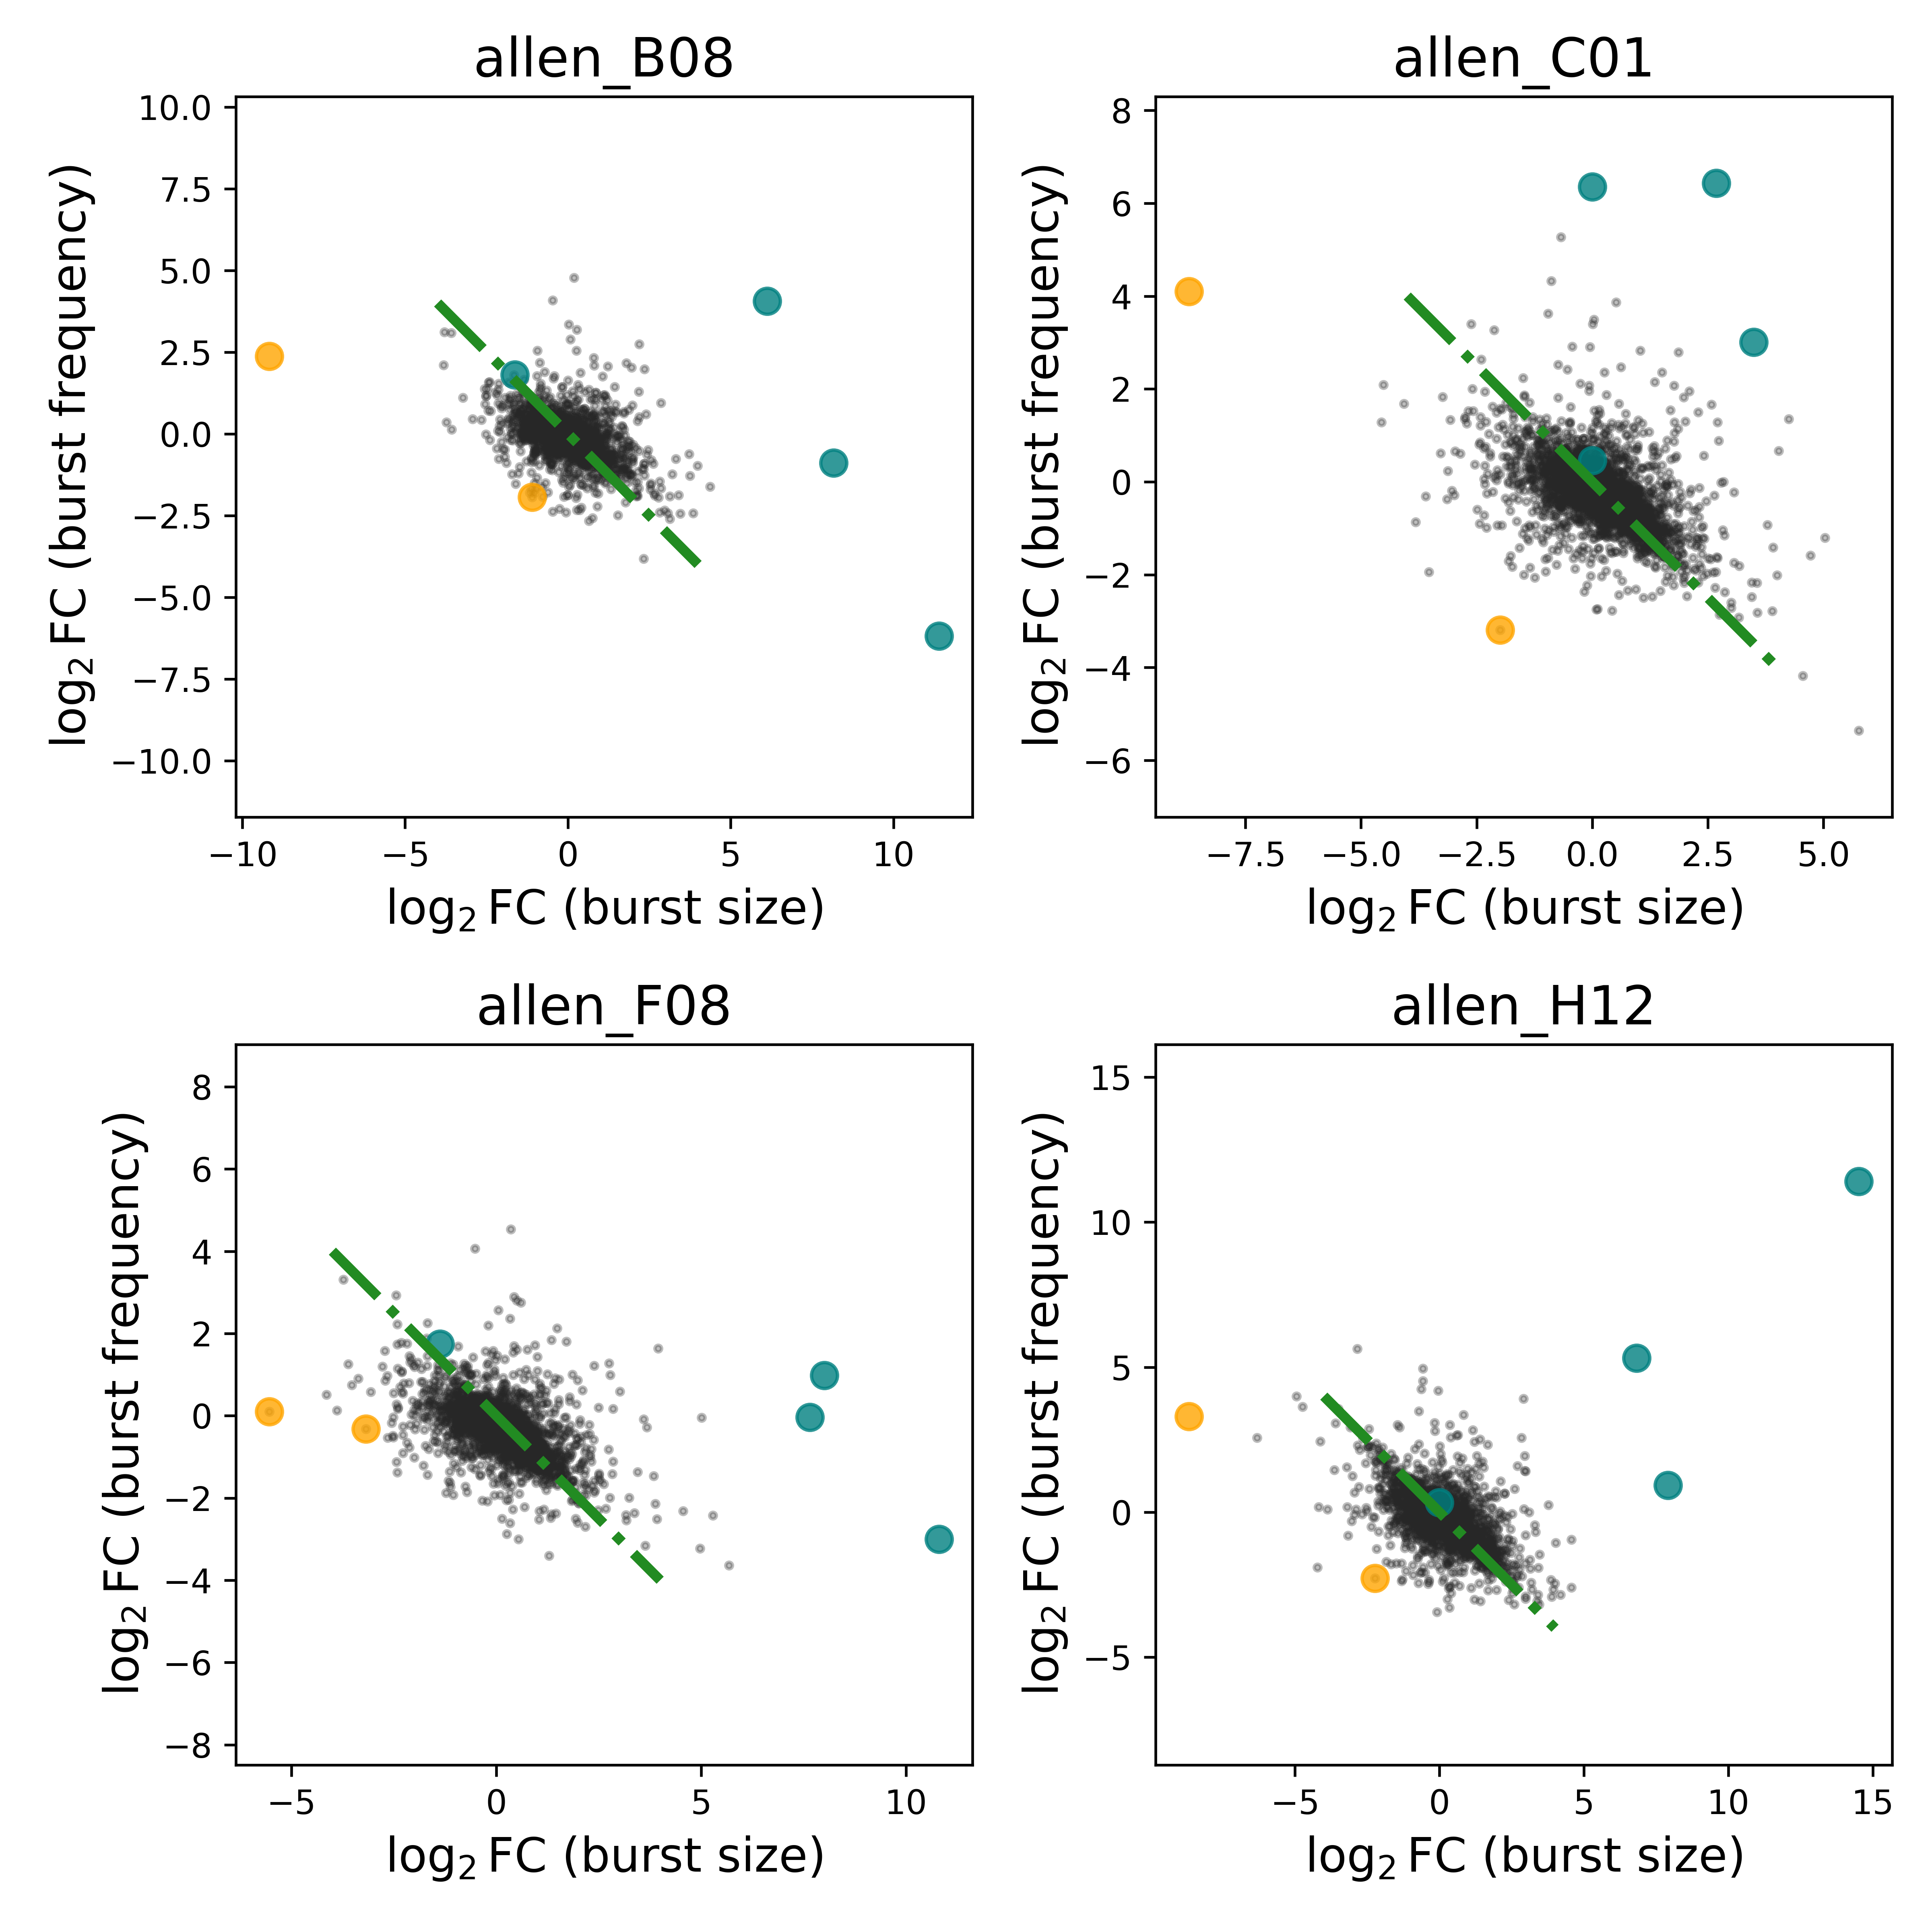 allen_B08
10.0
7.5
5.0
2.5
0.0
−2.5
−5.0
−7.5
−10.0
log2 FC (burst frequency)
−10 −5 0 5 10
log2 FC (burst size)
allen_C01
8
6
4
2
0
−2
−4
−6
log2 FC (burst frequency)
−7.5 −5.0 −2.5 0.0 2.5 5.0
log2 FC (burst size)
allen_F08
8
6
4
2
0
−2
−4
−6
−8
log2 FC (burst frequency)
−5 0 5 10
log2 FC (burst size)
allen_H12
15
10
5
0
−5
log2 FC (burst frequency)
−5 0 5 10 15
log2 FC (burst size)